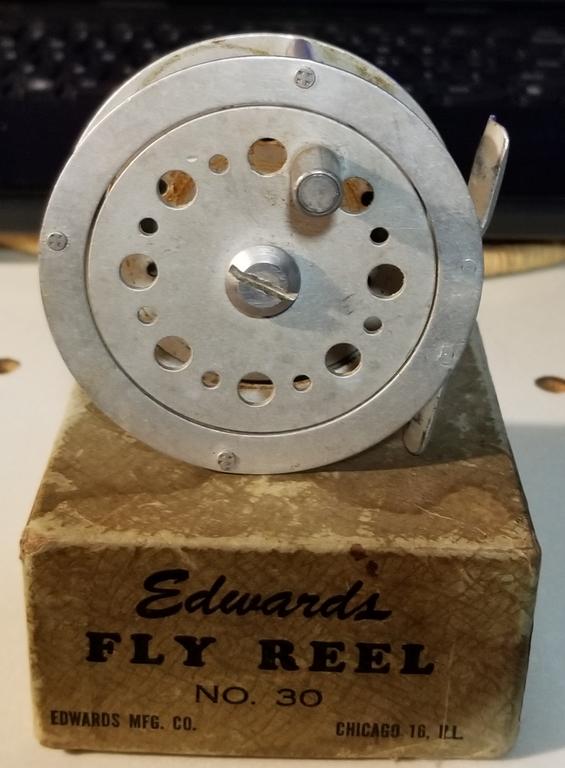 Edwards
FLY REEL
NO. 30
EDWARDS MFG. CO.
CHICAGO 16, ILL.